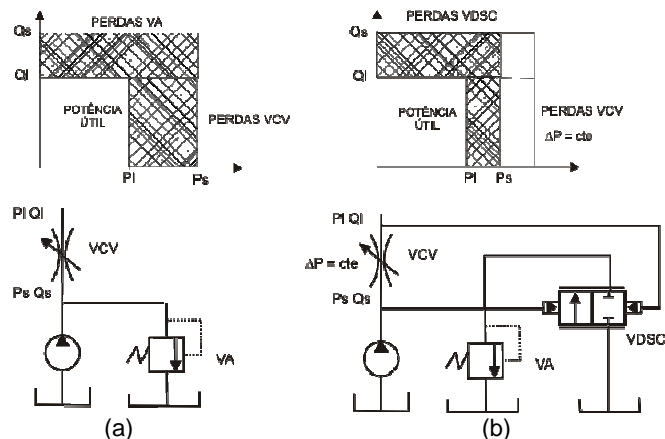 Qs
PERDAS VA
Ql
POTÊNCIA
ÚTIL
PERDAS VCV
Pl
Ps
Pl Ql
VCV
Ps Qs
VA
(a)
Qs
PERDAS VDSC
Ql
POTÊNCIA
ÚTIL
PERDAS VCV
ΔP = cte
Pl
Ps
Pl Ql
ΔP = cte
VCV
Ps Qs
VDSC
VA
(b)